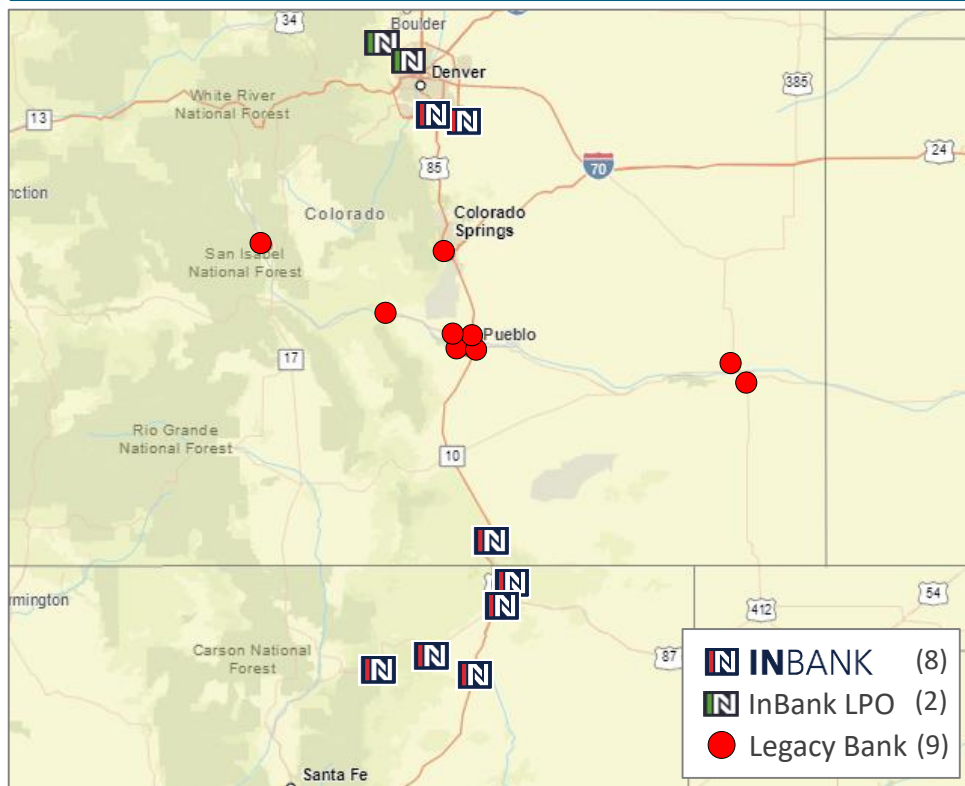 34
Boulder
Denver
White River
National Forest
385
13
85
24
70
nction
Colorado
Colorado
Springs
San Isabel
National Forest
Pueblo
17
Rio Grande
National Forest
10
rmington
54
412
Carson National
Forest
87
Santa Fe
IN INBANK (8)
IN InBank LPO (2)
Legacy Bank (9)